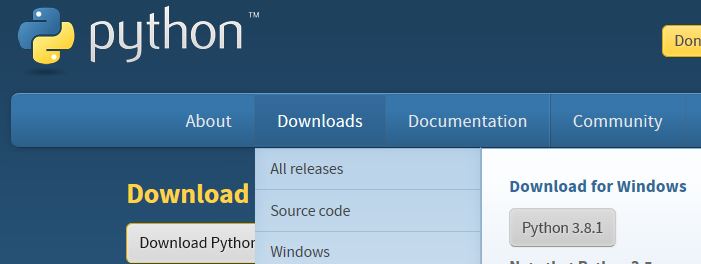 python™
Don
About Downloads Documentation Community
Download
All releases
Download for Windows
Source code
Python 3.8.1
Download Python
Windows